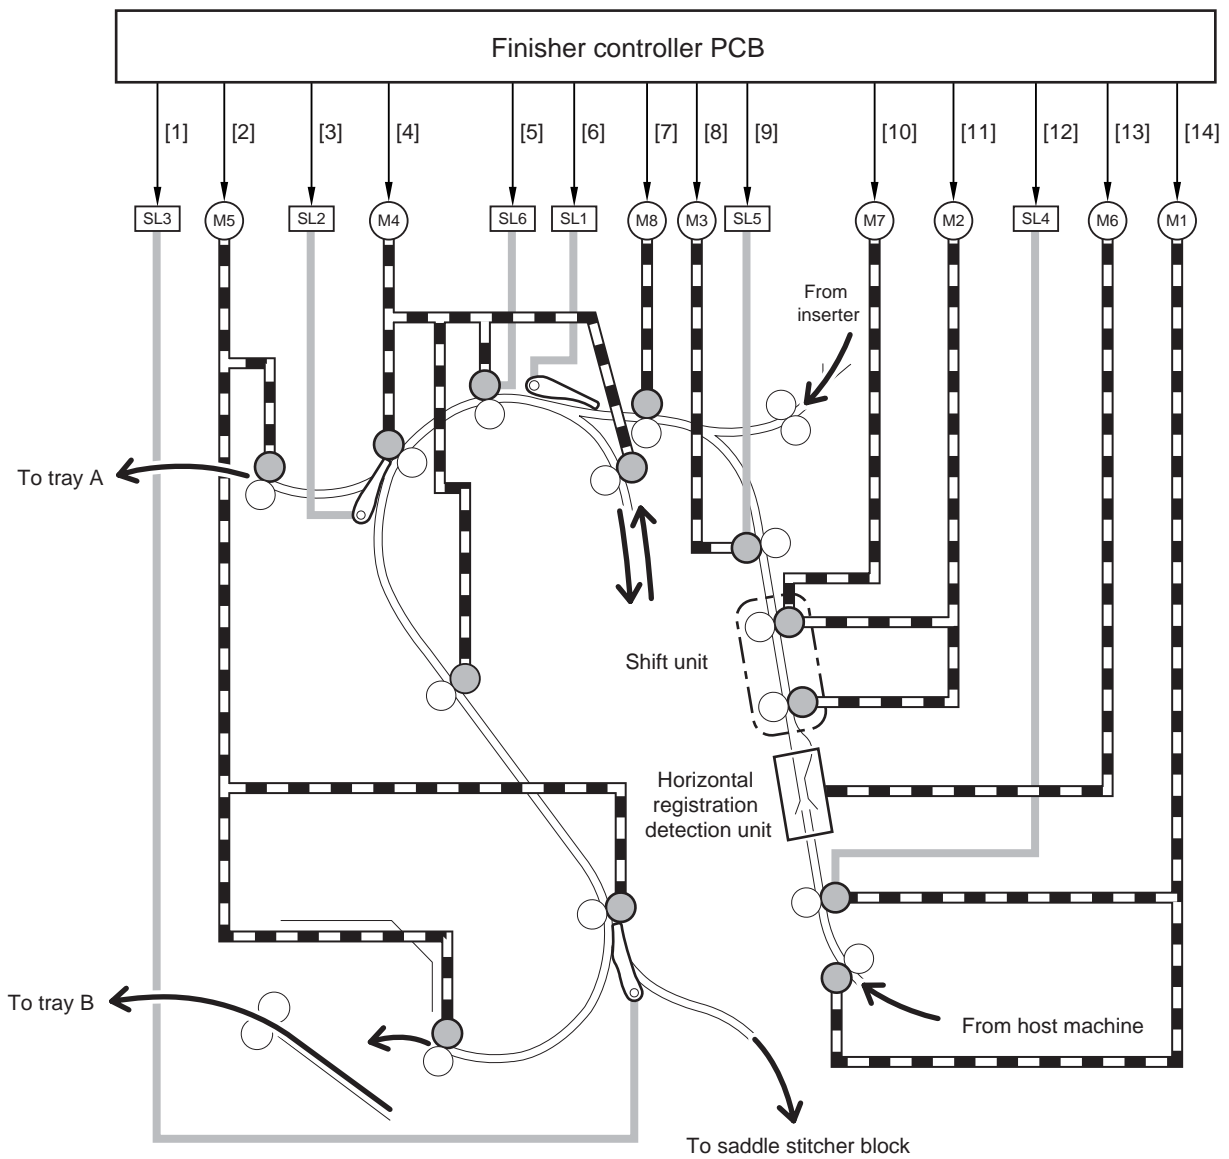 Finisher controller PCB
[1] [2] [3] [4] [5] [6] [7] [8] [9] [10] [11] [12] [13] [14]
SL3 M5 SL2 M4 SL6 SL1 M8 M3 SL5 M7 M2 SL4 M6 M1
From
inserter
To tray A
Shift unit
Horizontal
registration
detection unit
To tray B
From host machine
To saddle stitcher block